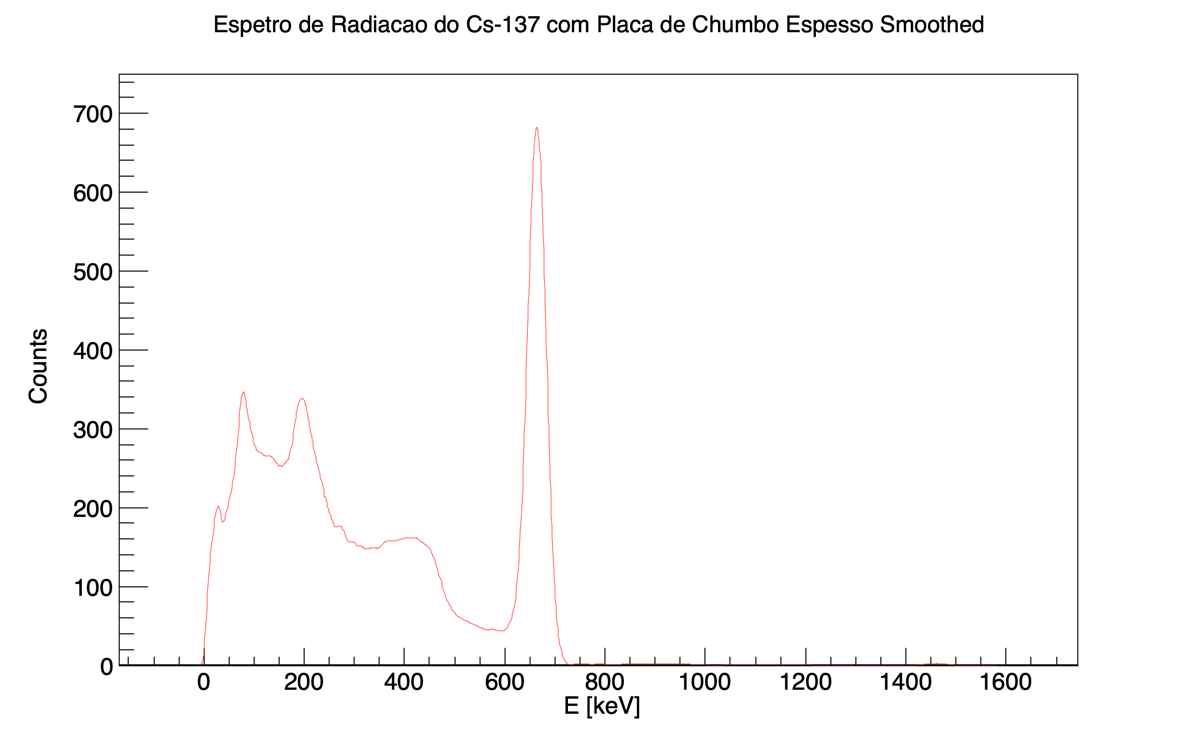 Espetro de Radiacao do Cs-137 com Placa de Chumbo Espesso Smoothed
700
600
500
400
300
200
100
0
Counts
0 200 400 600 800 1000 1200 1400 1600
E [keV]